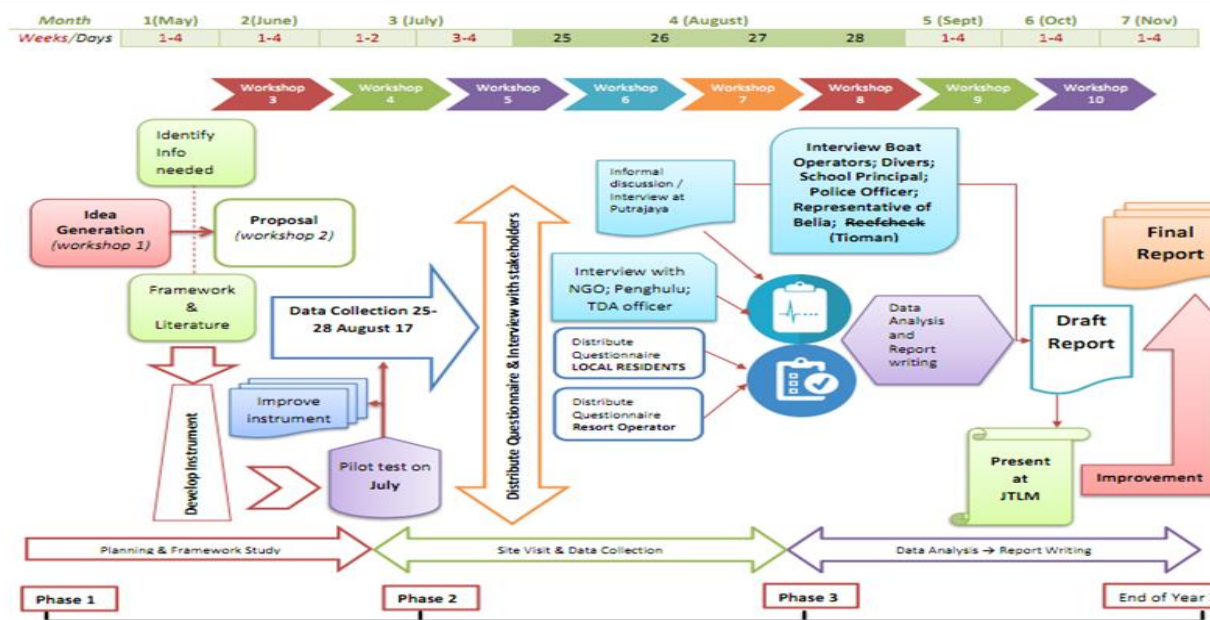 Month 1(May) 2(June) 3 (July) 4 (August) 5 (Sept) 6 (Oct) 7 (Nov)
Weeks/Days 1-4 1-4 1-2 3-4 25 26 27 28 1-4 1-4 1-4
Workshop
3
Workshop
4
Workshop
5
Workshop
6
Workshop
7
Workshop
8
Workshop
9
Workshop
10
Identify
Info
needed
Idea
Generation
(workshop 1)
Proposal
(workshop 2)
Framework
&
Literature
Develop Instrument
Improve
instrument
Pilot test on
July
Data Collection 25-
28 August 17
Distribute Questionnaire & Interview with stakeholders
Informal
discussion /
Interview at
Putrajaya
Interview with
NGO; Penghulu;
TDA officer
Distribute
Questionnaire
LOCAL RESIDENTS
Distribute
Questionnaire
Resort Operator
Interview Boat
Operators; Divers;
School Principal;
Police Officer;
Representative of
Belia; Reefcheck
(Tioman)
Data
Analysis
and
Report
writing
Draft
Report
Present
at
JTLM
Final
Report
Improvement
Planning & Framework Study
Site Visit & Data Collection
Data Analysis → Report Writing
Phase 1
Phase 2
Phase 3
End of Year